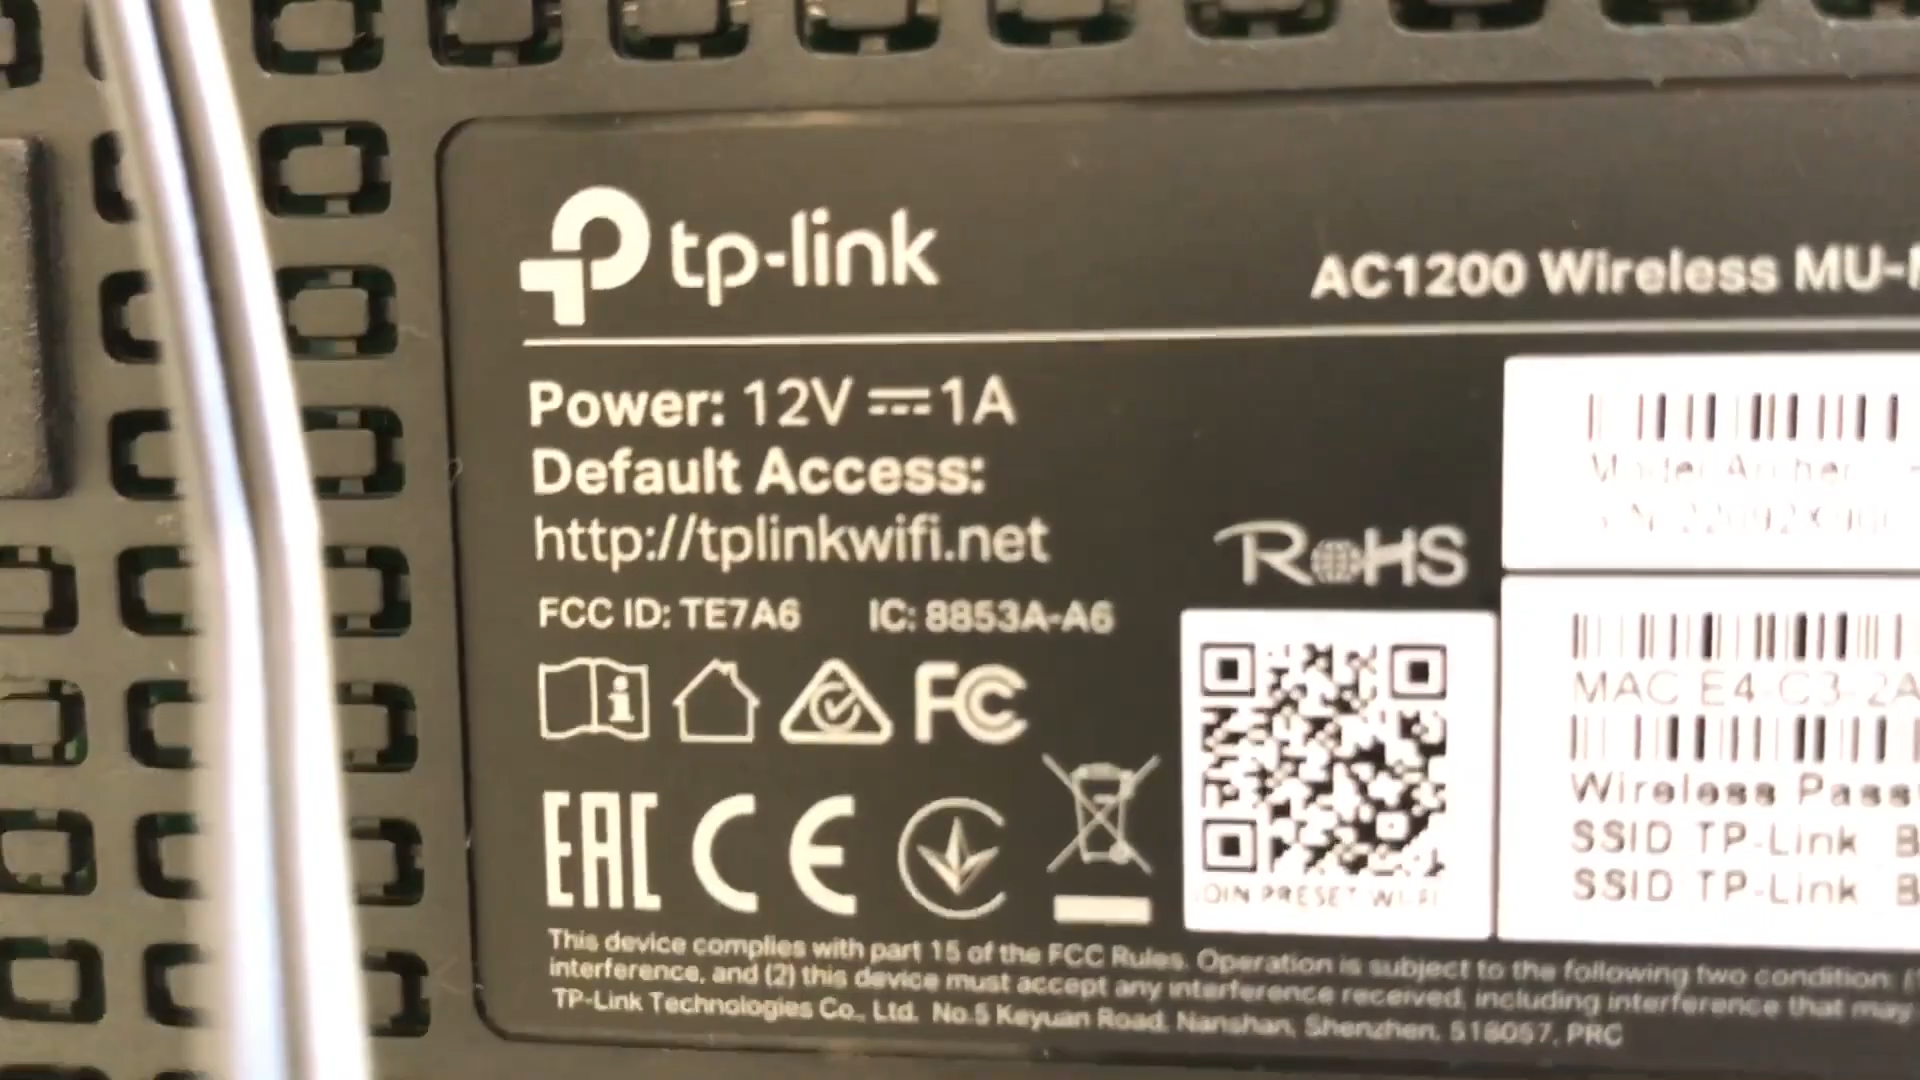 tp-link
AC1200 Wireless MU-
Power: 12V ⎓ 1A
Default Access:
http://tplinkwifi.net
FCC ID: TE7A6 IC: 8853A-A6
RoHS
FC
EAC CE
JOIN PRESET WI-FI
Model Archer
MAC E4-C3-2A
Wireless Pass
SSID TP-Link
SSID TP-Link
This device complies with part 15 of the FCC Rules. Operation is subject to the following two condition: (
interference, and (2) this device must accept any interference received, including interference that may
TP-Link Technologies Co., Ltd. No.5 Keyuan Road, Nanshan, Shenzhen, 518057, PRC